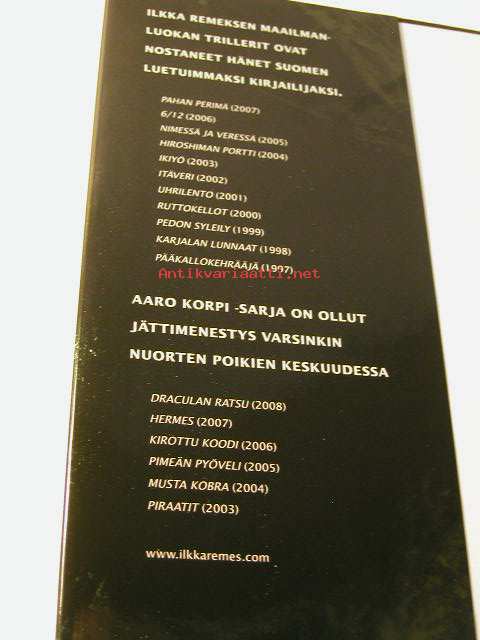 ILKKA REMEKSEN MAAILMAN-
LUOKAN TRILLERIT OVAT
NOSTANEET HÄNET SUOMEN
LUETUIMMAKSI KIRJAILIJAKSI.
PAHAN PERIMÄ (2007)
6/12 (2006)
NIMESSÄ JA VERESSÄ (2005)
HIROSHIMAN PORTTI (2004)
IKIYÖ (2003)
ITÄVERI (2002)
UHRILENTO (2001)
RUTTOKELLOT (2000)
PEDON SYLEILY (1999)
KARJALAN LUNNAAT (1998)
PÄÄKALLOKEHRÄÄJÄ (1997)
Antikvariaatti.net
AARO KORPI -SARJA ON OLLUT
JÄTTIMENESTYS VARSINKIN
NUORTEN POIKIEN KESKUUDESSA
DRACULAN RATSU (2008)
HERMES (2007)
KIROTTU KOODI (2006)
PIMEÄN PYÖVELI (2005)
MUSTA KOBRA (2004)
PIRAATIT (2003)
www.ilkkaremes.com